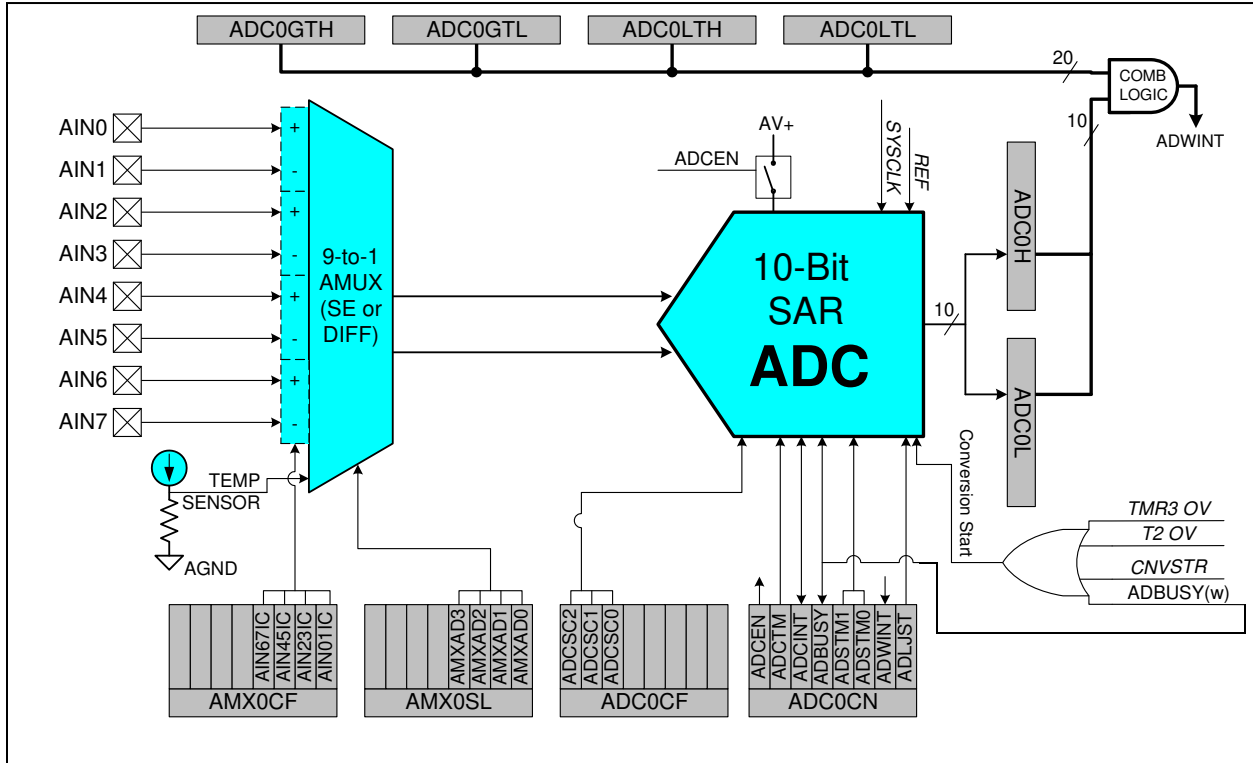 ADC0GTH
ADC0GTL
ADC0LTH
ADC0LTL
20
COMB
LOGIC
10
ADWINT
AIN0
AIN1
AIN2
AIN3
AIN4
AIN5
AIN6
AIN7
+
-
+
-
+
-
+
-
9-to-1
AMUX
(SE or
DIFF)
TEMP
SENSOR
AGND
AV+
ADCEN
SYSCLK
REF
10-Bit
SAR
ADC
10
ADC0H
ADC0L
Conversion Start
TMR3 OV
T2 OV
CNVSTR
ADBUSY(w)
AIN67IC
AIN45IC
AIN23IC
AIN01IC
AMX0CF
AMXAD3
AMXAD2
AMXAD1
AMXAD0
AMX0SL
ADCSC2
ADCSC1
ADCSC0
ADC0CF
ADCEN
ADCTM
ADCINT
ADBUSY
ADSTM1
ADSTM0
ADWINT
ADLJST
ADC0CN